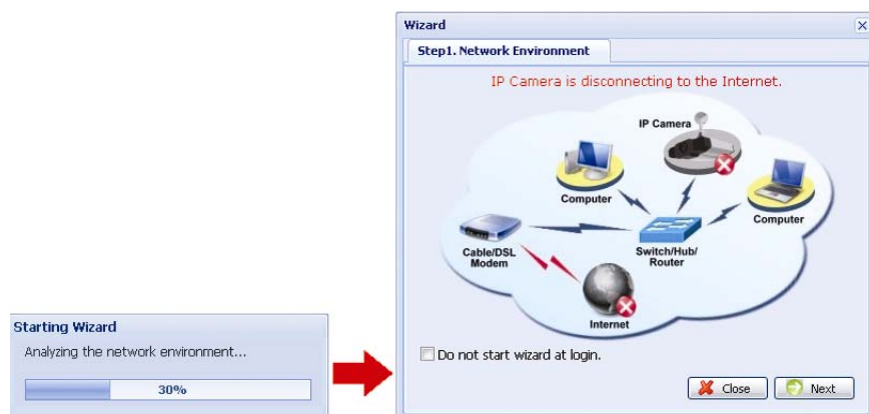 Starting Wizard
Analyzing the network environment...
30%
Wizard
Step1. Network Environment
IP Camera is disconnecting to the Internet.
IP Camera
Computer
Computer
Switch/Hub/
Router
Cable/DSL
Modem
Internet
Do not start wizard at login.
Close
Next